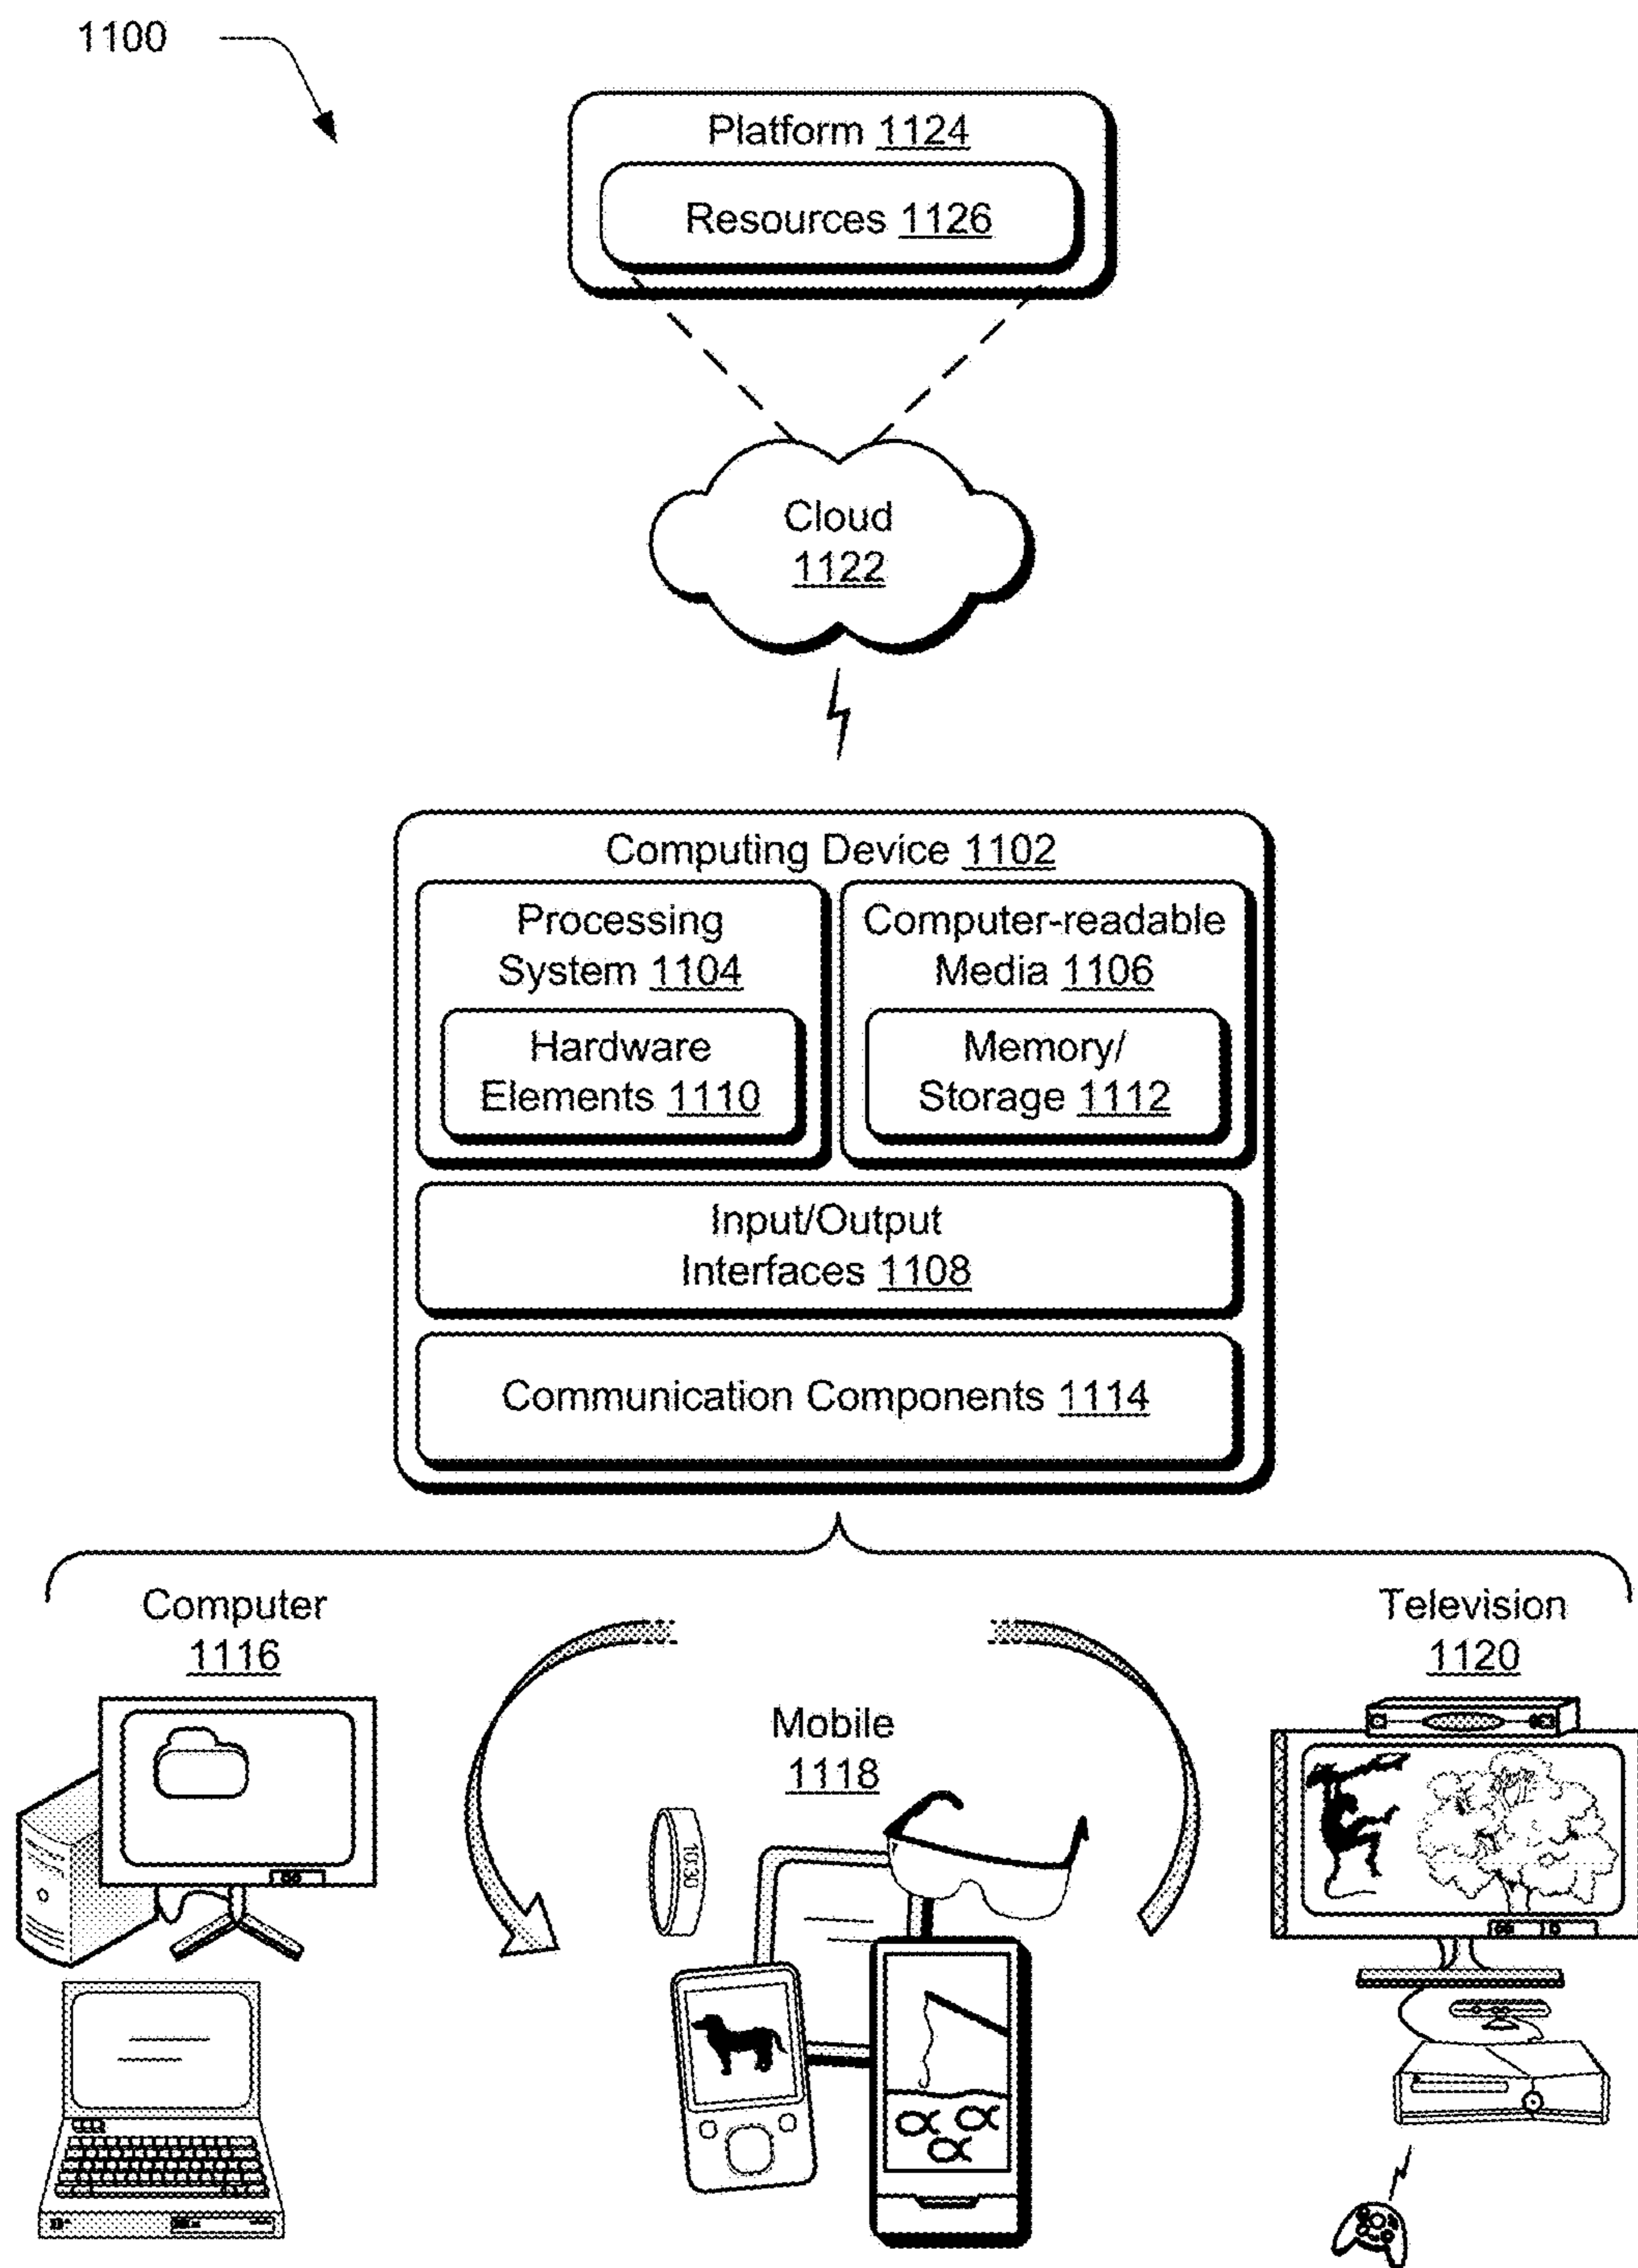 1100
Platform 1124
Resources 1126
Cloud
1122
Computing Device 1102
Processing
System 1104
Hardware
Elements 1110
Computer-readable
Media 1106
Memory/
Storage 1112
Input/Output
Interfaces 1108
Communication Components 1114
Computer
1116
Mobile
1118
Television
1120
10:30